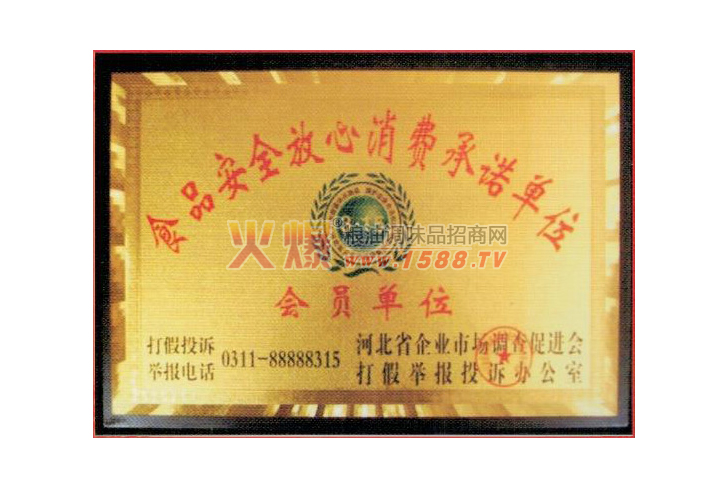 食品安全放心消费承诺单位
3·15
火爆 粮油调味品招商网
www.1588.TV
会员单位
打假投诉
举报电话
0311-88888315
河北省企业市场调查促进会
打假举报投诉办公室